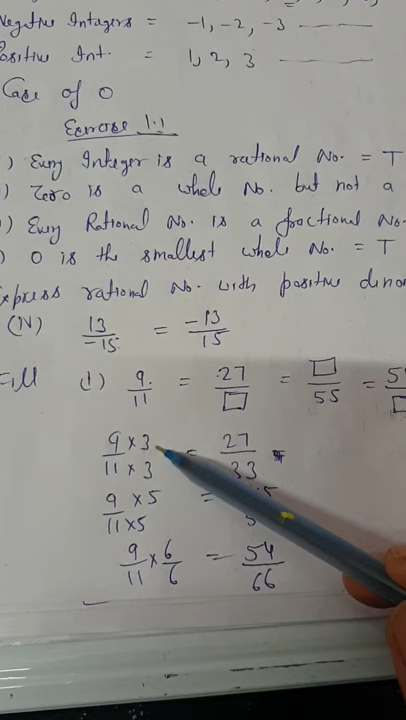 Negative Integers = -1, -2, -3
Positive Int. = 1, 2, 3
Case of 0
Exercise 1.1
) Every Integer is a rational No. = T
) Zero is a whole No. but not a
) Every Rational No. is a fractional No.
) 0 is the smallest whole No. = T
Express rational No. with positive deno
(N) 13/-15 = -13/15
Fill (1) 9/11 = 27/□ = □/55 = 5
9×3/11×3 = 27/33
9×5/11×5 = 5
9/11 × 6/6 = 54/66